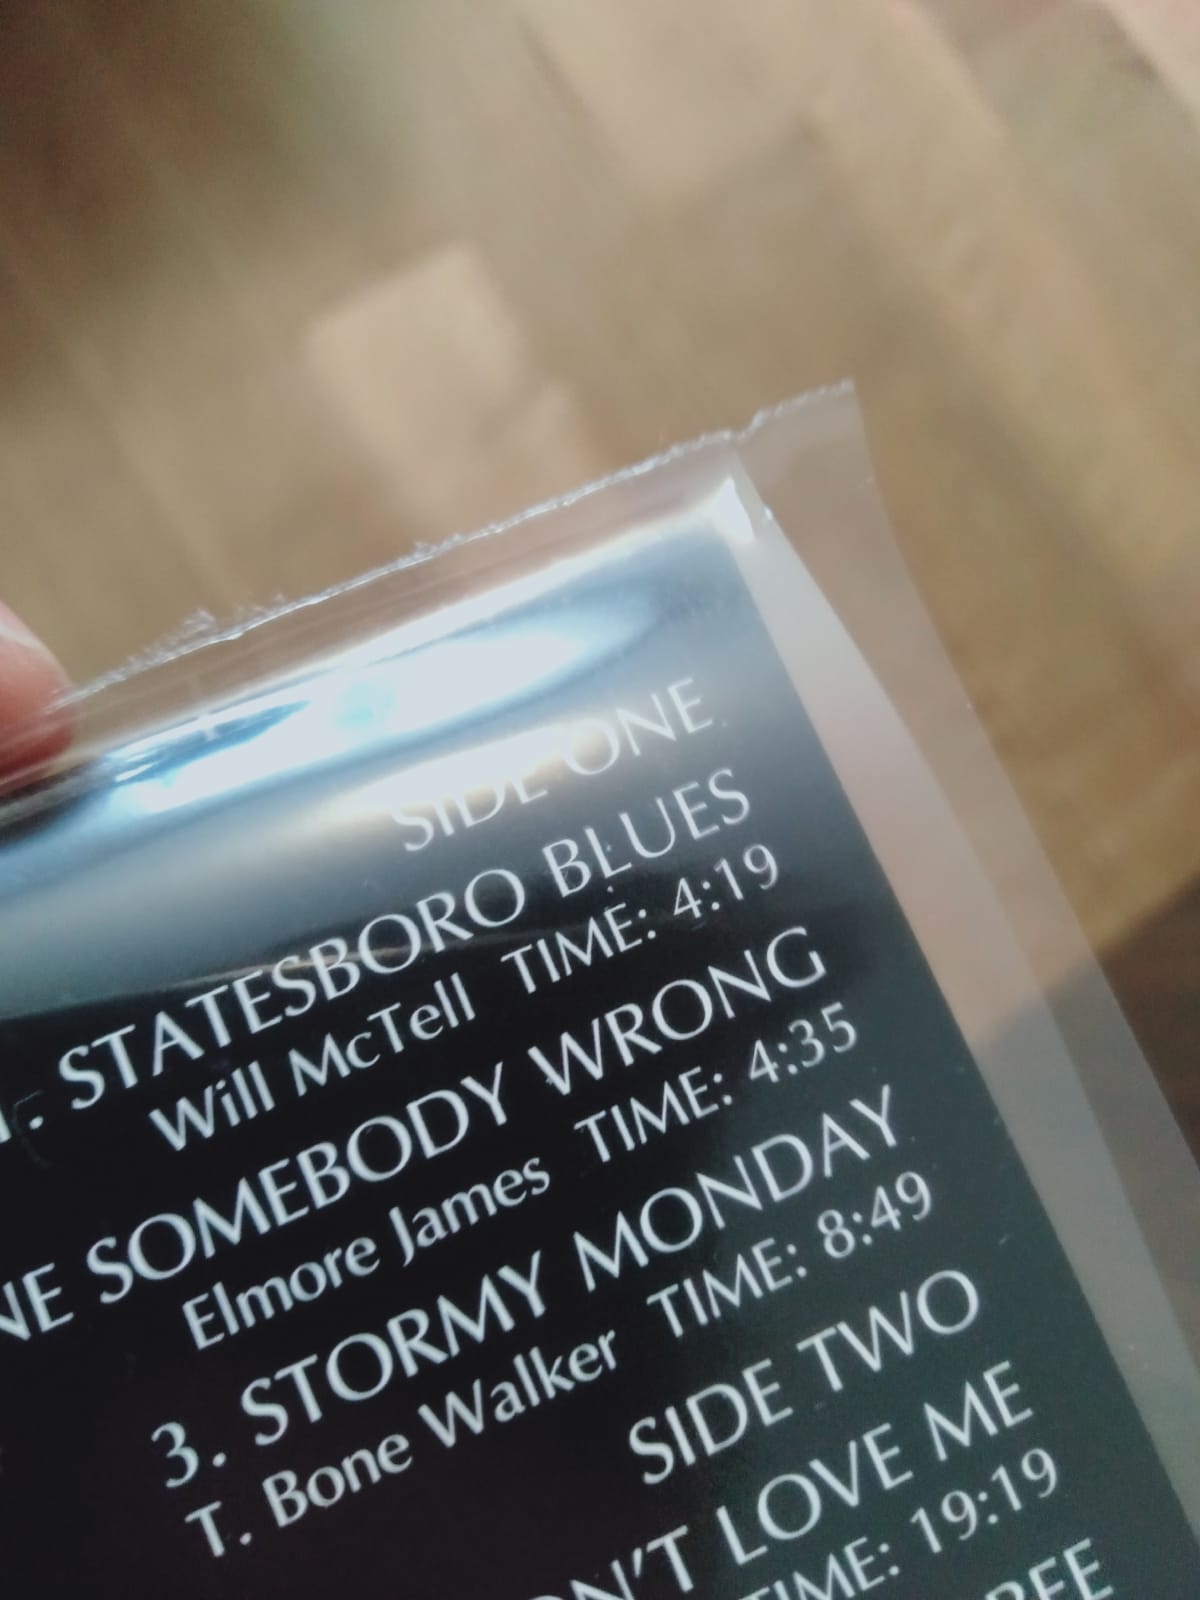 SIDE ONE
1. STATESBORO BLUES
Will McTell TIME: 4:19
SOMEBODY WRONG
Elmore James TIME: 4:35
3. STORMY MONDAY
T. Bone Walker TIME: 8:49
SIDE TWO
LOVE ME
TIME: 19:19